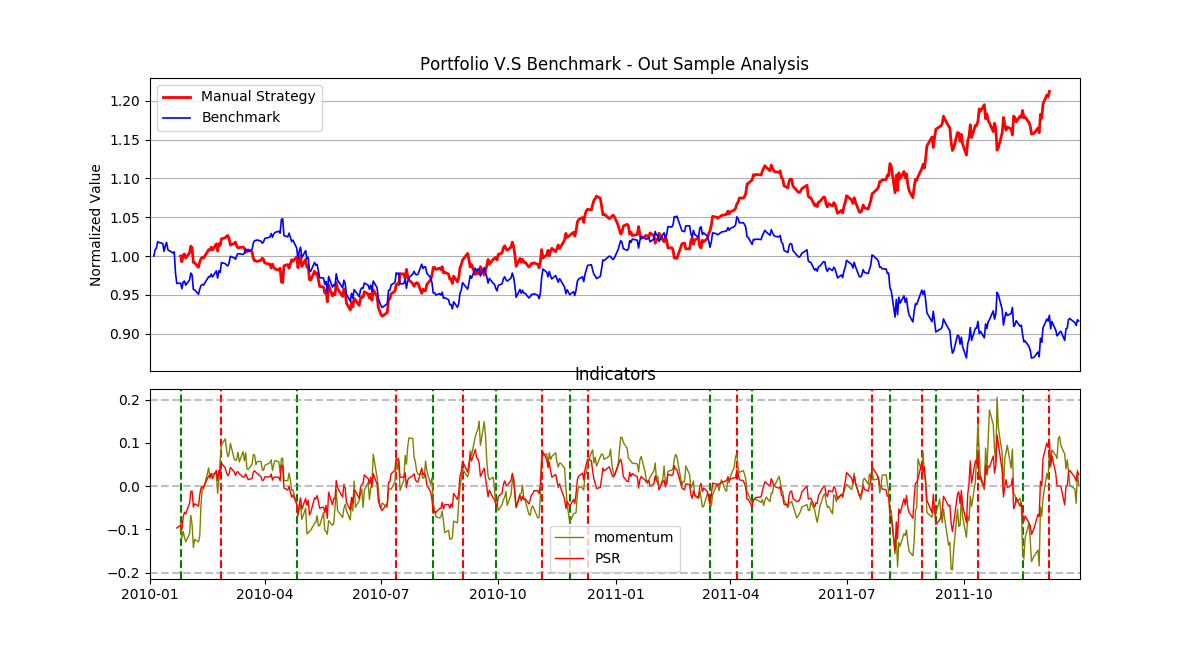 Portfolio V.S Benchmark - Out Sample Analysis
Manual Strategy
Benchmark
Normalized Value
1.20
1.15
1.10
1.05
1.00
0.95
0.90
Indicators
0.2
0.1
0.0
−0.1
−0.2
momentum
PSR
2010-01 2010-04 2010-07 2010-10 2011-01 2011-04 2011-07 2011-10